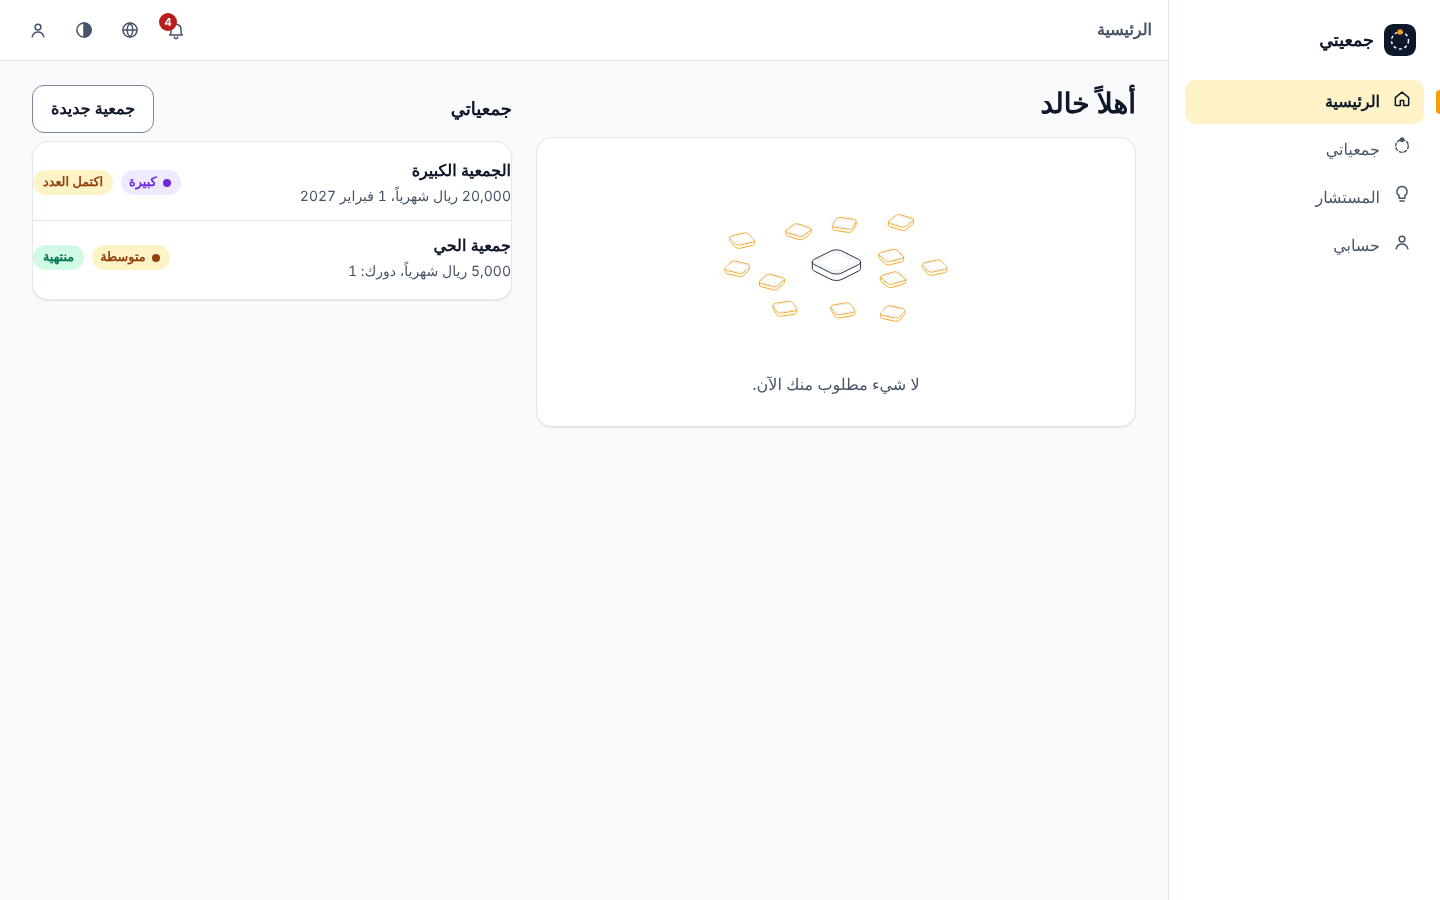 جمعيتي
الرئيسية
جمعياتي
المستشار
حسابي
الرئيسية
4
أهلاً خالد
لا شيء مطلوب منك الآن.
جمعياتي
جمعية جديدة
الجمعية الكبيرة
20,000 ريال شهرياً، 1 فبراير 2027
كبيرة
اكتمل العدد
جمعية الحي
5,000 ريال شهرياً، دورك: 1
متوسطة
منتهية